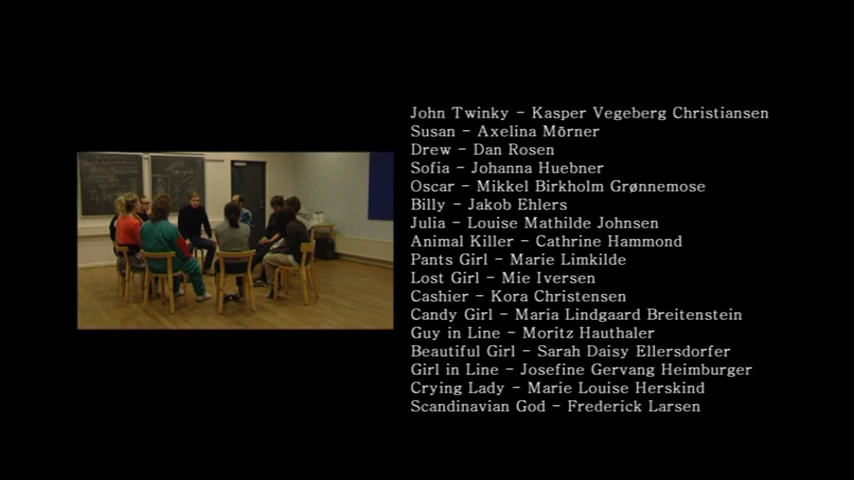 John Twinky - Kasper Vegeberg Christiansen
Susan - Axelina Mōrner
Drew - Dan Rosen
Sofia - Johanna Huebner
Oscar - Mikkel Birkholm Grønnemose
Billy - Jakob Ehlers
Julia - Louise Mathilde Johnsen
Animal Killer - Cathrine Hammond
Pants Girl - Marie Limkilde
Lost Girl - Mie Iversen
Cashier - Kora Christensen
Candy Girl - Maria Lindgaard Breitenstein
Guy in Line - Moritz Hauthaler
Beautiful Girl - Sarah Daisy Ellersdorfer
Girl in Line - Josefine Gervang Heimburger
Crying Lady - Marie Louise Herskind
Scandinavian God - Frederick Larsen